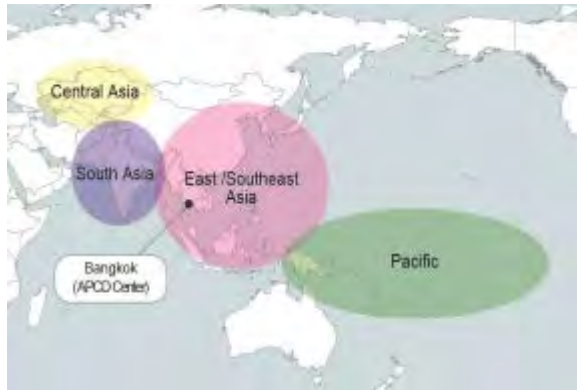 Central Asia
South Asia
East /Southeast
Asia
Bangkok
(APCD Center)
Pacific